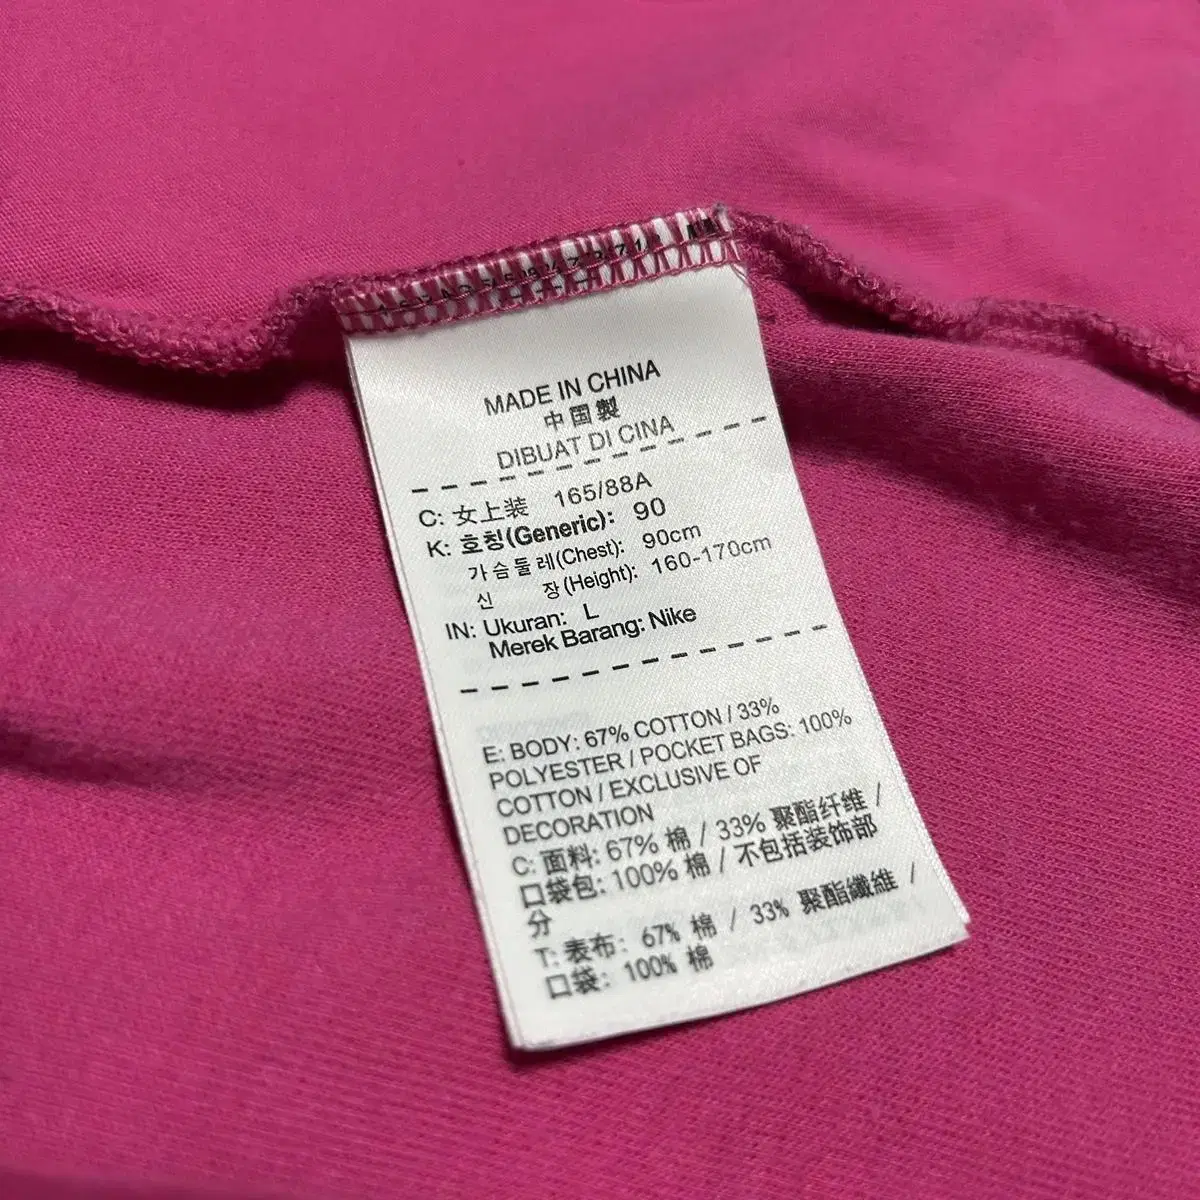 MADE IN CHINA
中国製
DIBUAT DI CINA
C: 女上装 165/88A
K: 호칭(Generic): 90
가슴둘레(Chest): 90cm
신 장(Height): 160-170cm
IN: Ukuran: L
Merek Barang: Nike
E: BODY: 67% COTTON / 33%
POLYESTER / POCKET BAGS: 100%
COTTON / EXCLUSIVE OF
DECORATION
C: 面料: 67% 棉 / 33% 聚酯纤维 /
口袋包: 100% 棉 / 不包括装饰部
分
T: 表布: 67% 棉 / 33% 聚酯纖維 /
口袋: 100% 棉